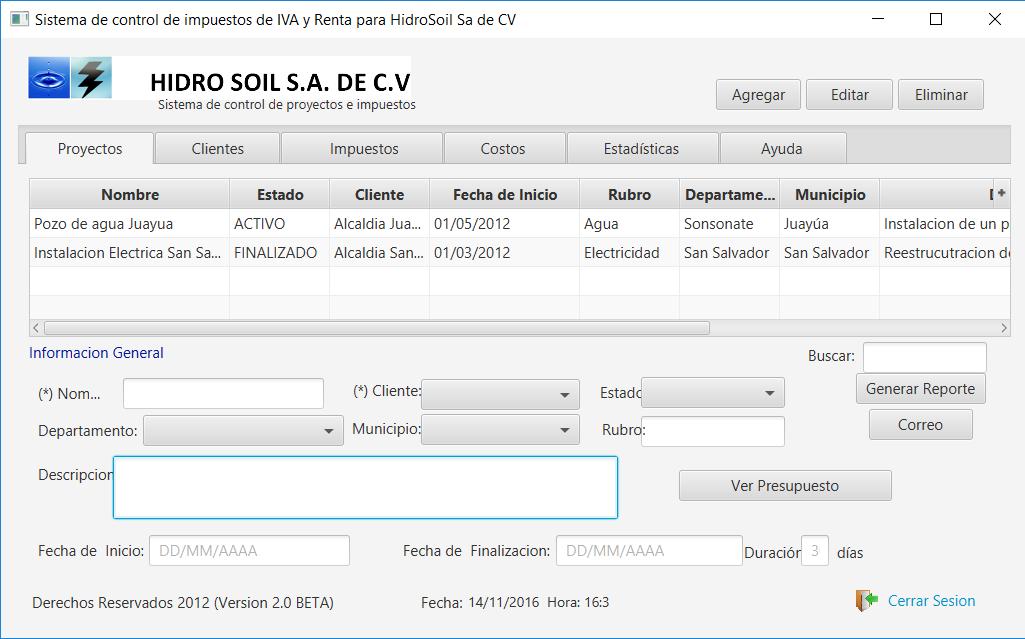 Sistema de control de impuestos de IVA y Renta para HidroSoil Sa de CV
HIDRO SOIL S.A. DE C.V
Sistema de control de proyectos e impuestos
Agregar Editar Eliminar
Proyectos Clientes Impuestos Costos Estadísticas Ayuda
Nombre Estado Cliente Fecha de Inicio Rubro Departame... Municipio +
Pozo de agua Juayua ACTIVO Alcaldia Jua... 01/05/2012 Agua Sonsonate Juayúa Instalacion de un p
Instalacion Electrica San Sa... FINALIZADO Alcaldia San... 01/03/2012 Electricidad San Salvador San Salvador Reestrucutracion de
Informacion General
Buscar:
(*) Nom... (*) Cliente: Estado Generar Reporte
Departamento: Municipio: Rubro: Correo
Descripcion
Ver Presupuesto
Fecha de Inicio: DD/MM/AAAA Fecha de Finalizacion: DD/MM/AAAA Duración 3 días
Derechos Reservados 2012 (Version 2.0 BETA) Fecha: 14/11/2016 Hora: 16:3 Cerrar Sesion